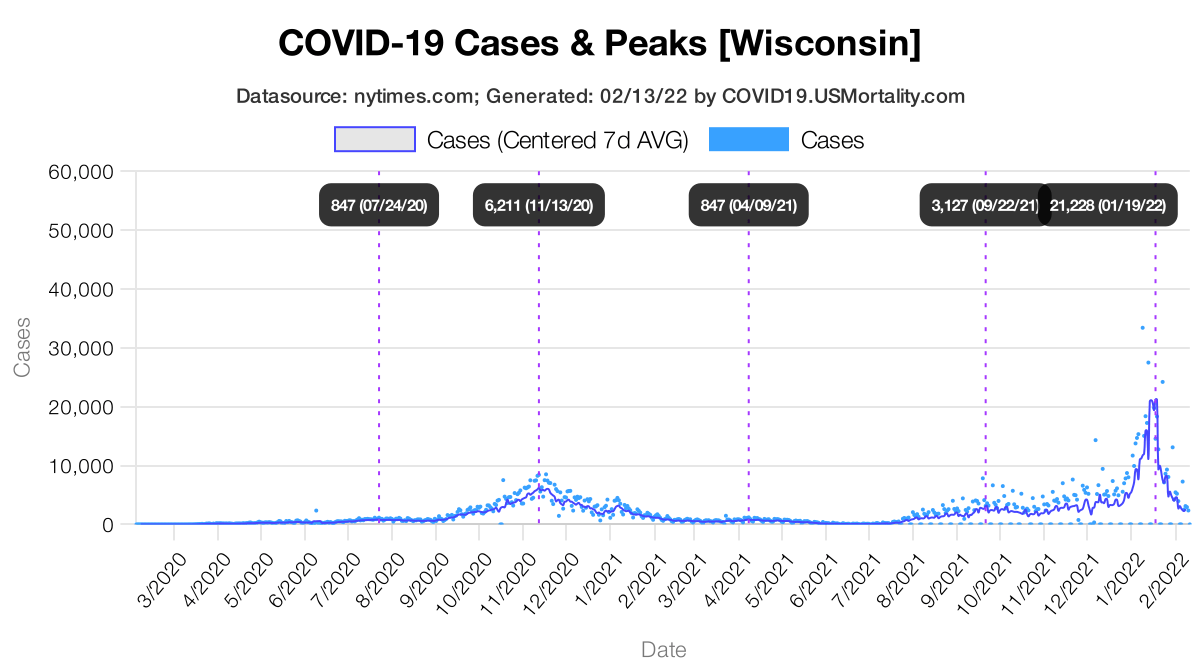 COVID-19 Cases & Peaks [Wisconsin]
Datasource: nytimes.com; Generated: 02/13/22 by COVID19.USMortality.com
Cases (Centered 7d AVG) Cases
60,000
847 (07/24/20) 6,211 (11/13/20) 847 (04/09/21) 3,127 (09/22/21) 21,228 (01/19/22)
50,000
40,000
30,000
20,000
10,000
0
Cases
3/2020 4/2020 5/2020 6/2020 7/2020 8/2020 9/2020 10/2020 11/2020 12/2020 1/2021 2/2021 3/2021 4/2021 5/2021 6/2021 7/2021 8/2021 9/2021 10/2021 11/2021 12/2021 1/2022 2/2022
Date